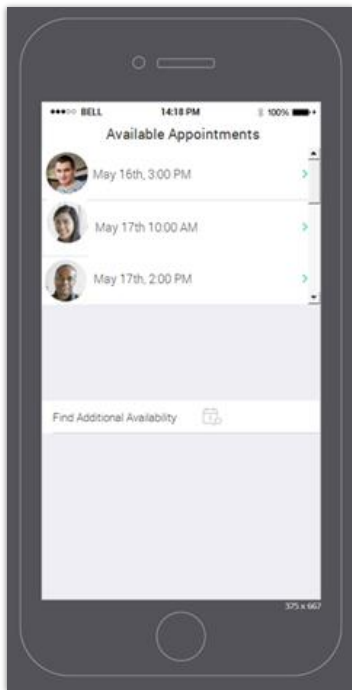 BELL 14:18 PM 100%
Available Appointments
May 16th, 3:00 PM
May 17th 10:00 AM
May 17th, 2:00 PM
Find Additional Availability
375 x 667